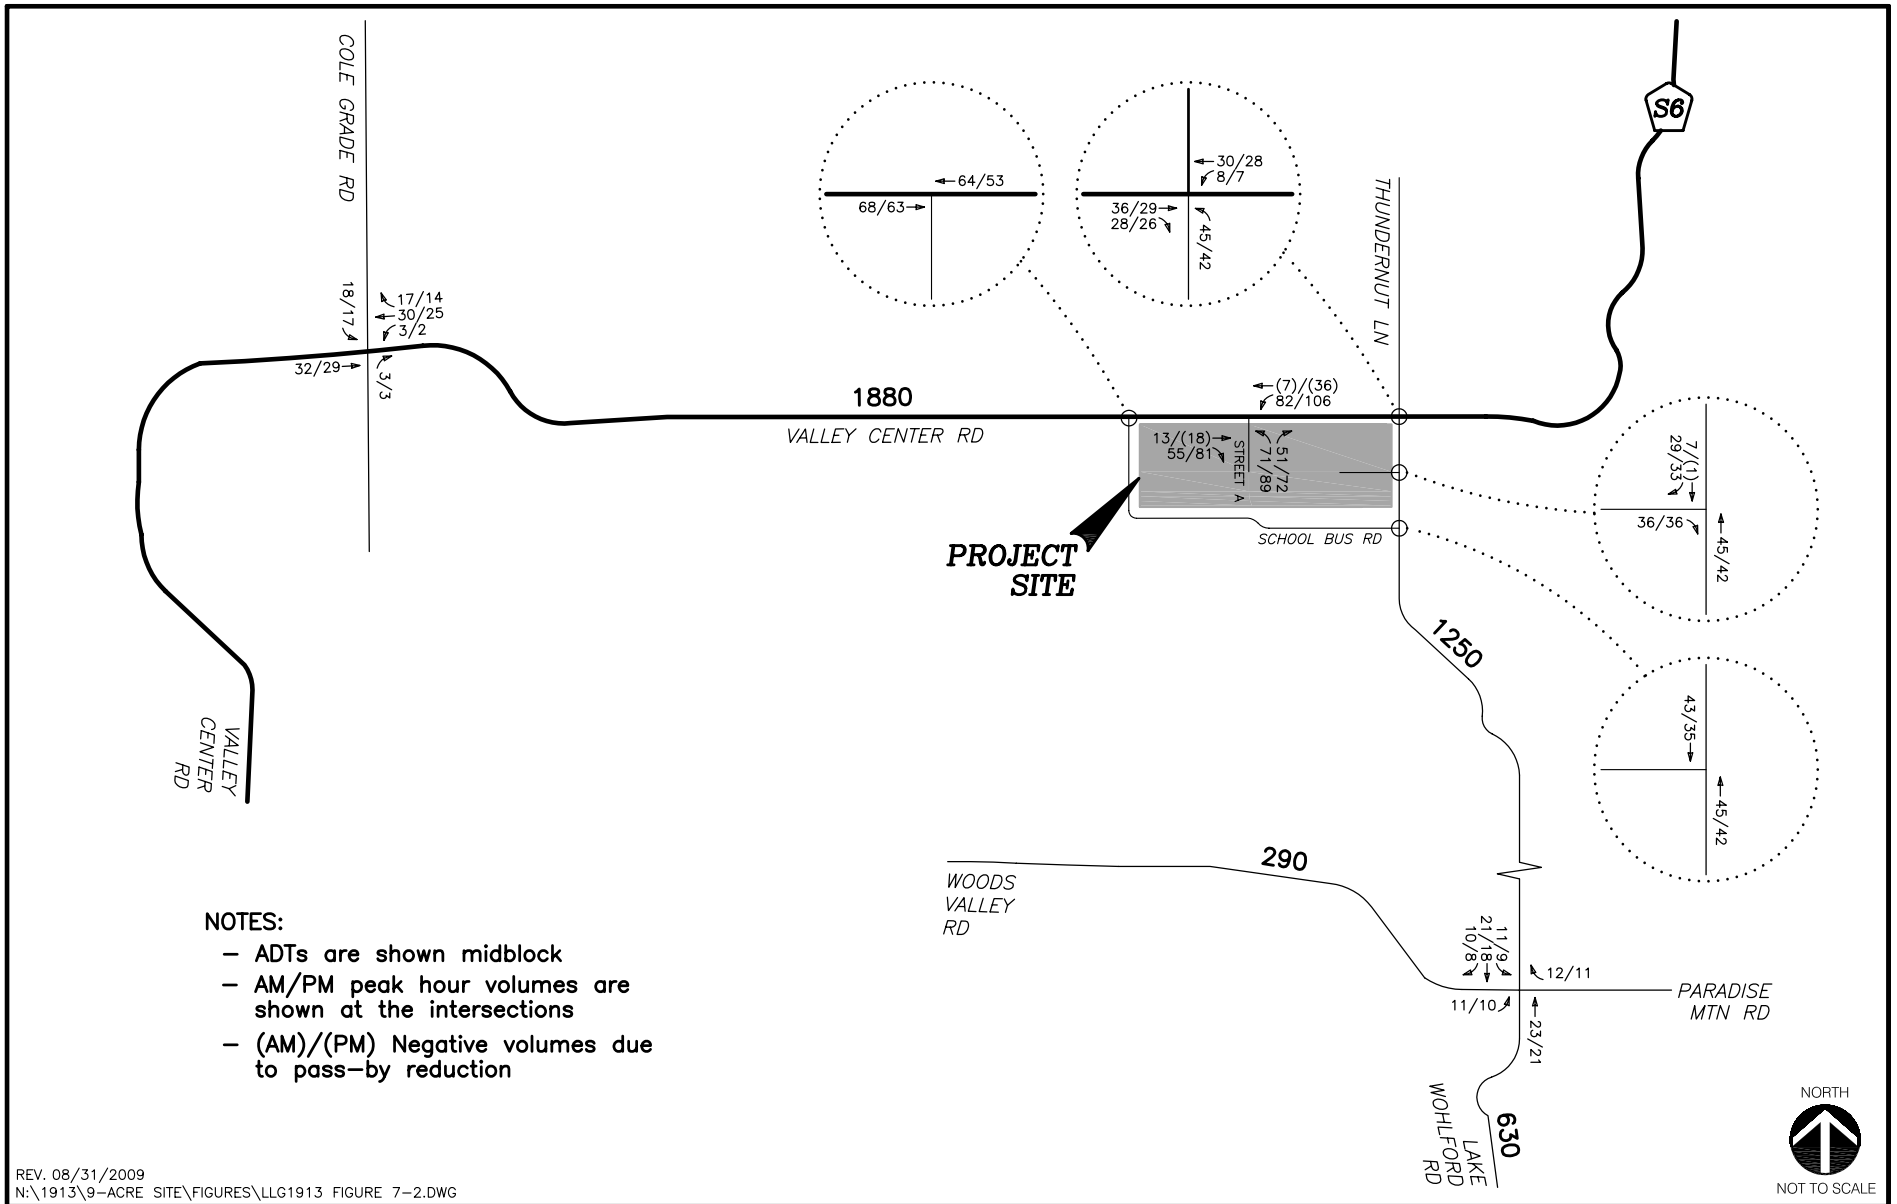 COLE GRADE RD
S6
64/53
68/63
30/28
8/7
36/29
28/26
45/42
THUNDERNUT LN
18/17
17/14
30/25
3/2
32/29
3/3
1880
VALLEY CENTER RD
(7)/(36)
82/106
13/(18)
55/81
STREET A
51/72
71/89
SCHOOL BUS RD
PROJECT
SITE
7/(1)
29/33
36/36
45/42
1250
43/35
45/42
VALLEY
CENTER
RD
290
WOODS
VALLEY
RD
11/9
21/18
10/8
12/11
11/10
23/21
PARADISE
MTN RD
LAKE
WOHLFORD
RD
630
NOTES:
– ADTs are shown midblock
– AM/PM peak hour volumes are
shown at the intersections
– (AM)/(PM) Negative volumes due
to pass–by reduction
NORTH
NOT TO SCALE
REV. 08/31/2009
N:\1913\9-ACRE SITE\FIGURES\LLG1913 FIGURE 7-2.DWG